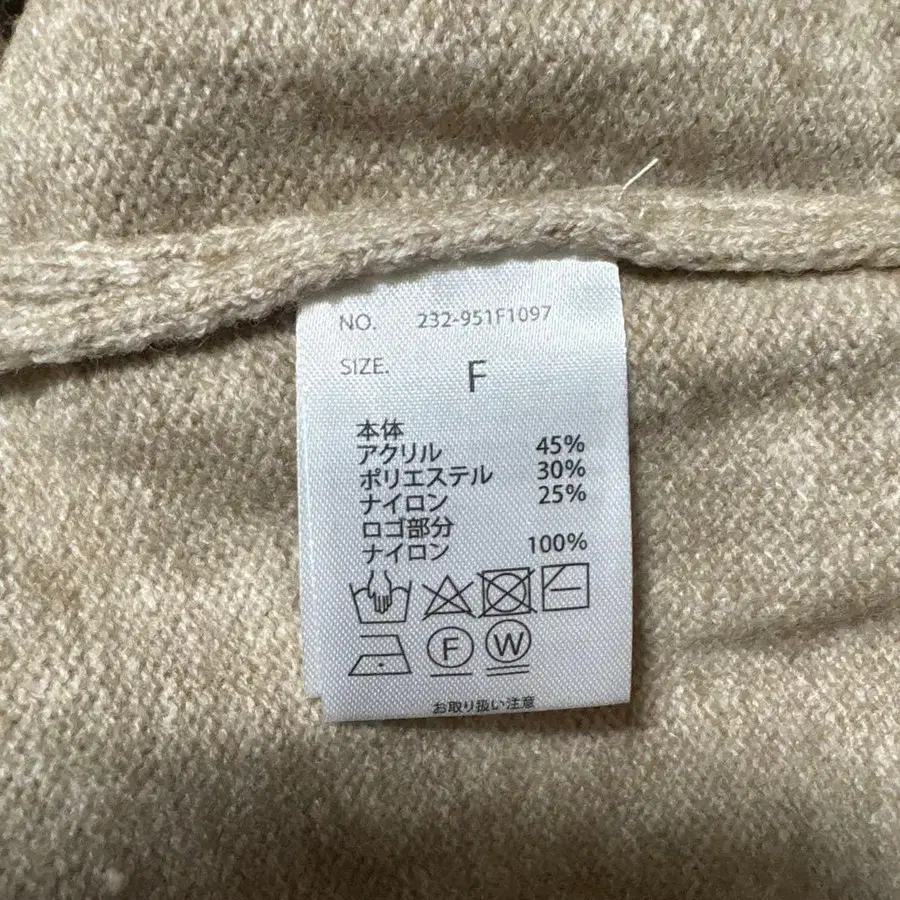 NO. 232-951F1097
SIZE. F
本体
アクリル 45%
ポリエステル 30%
ナイロン 25%
ロゴ部分
ナイロン 100%
F W
お取り扱い注意